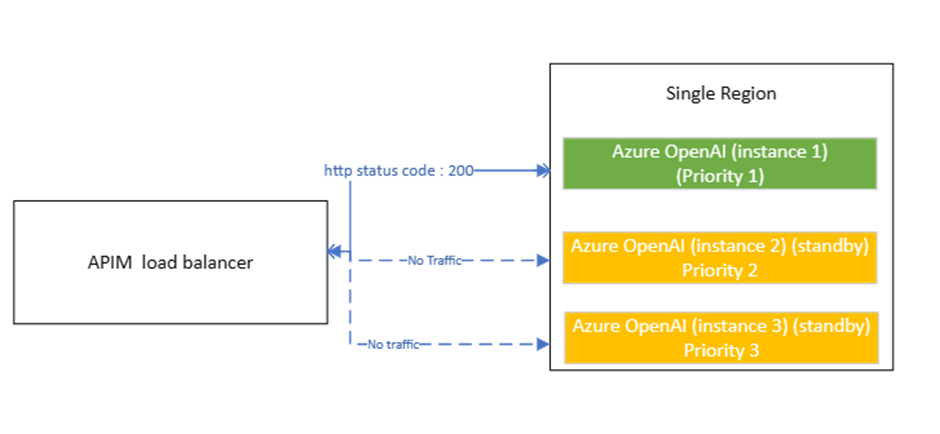 Single Region
Azure OpenAI (instance 1)
(Priority 1)
http status code : 200
APIM load balancer
Azure OpenAI (instance 2) (standby)
Priority 2
No Traffic
Azure OpenAI (instance 3) (standby)
Priority 3
No traffic